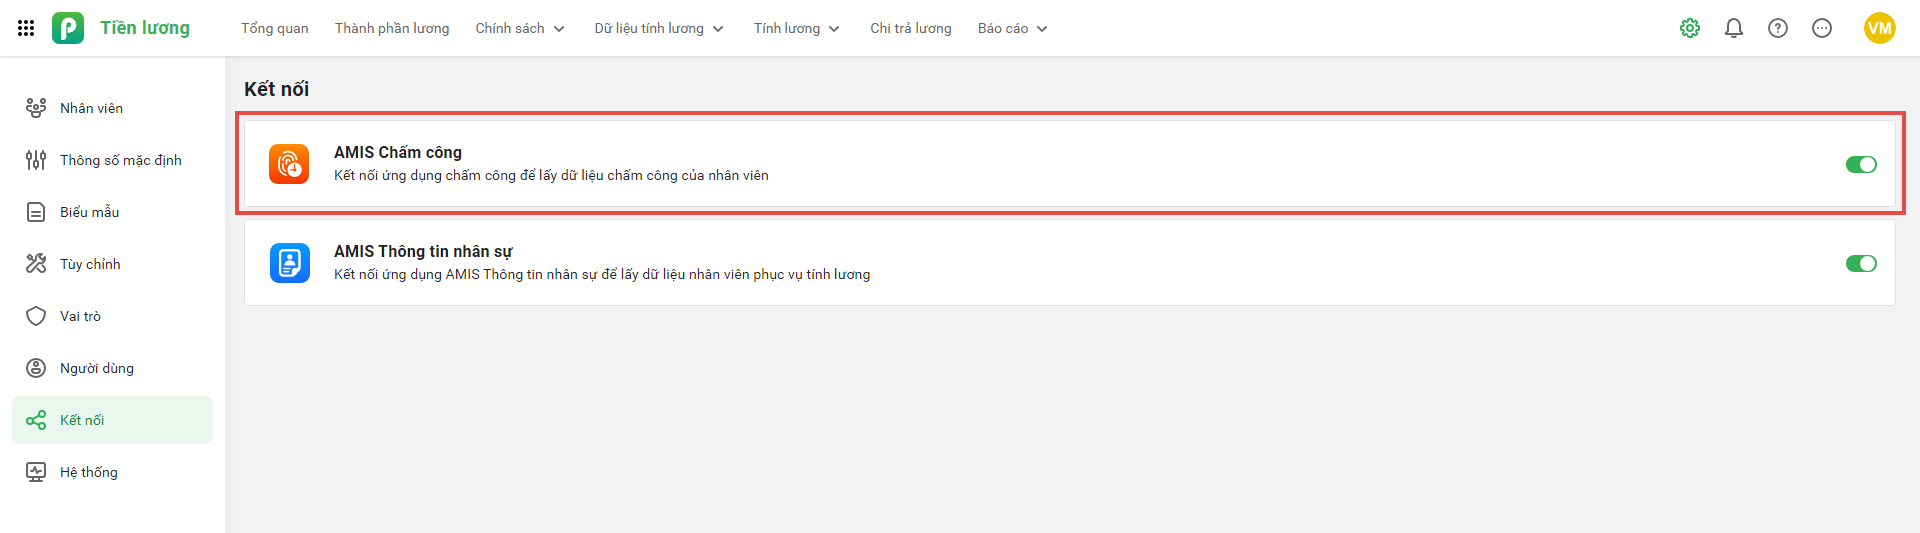 Tiền lương
Tổng quan
Thành phần lương
Chính sách
Dữ liệu tính lương
Tính lương
Chi trả lương
Báo cáo
VM
Nhân viên
Thông số mặc định
Biểu mẫu
Tùy chỉnh
Vai trò
Người dùng
Kết nối
Hệ thống
Kết nối
AMIS Chấm công
Kết nối ứng dụng chấm công để lấy dữ liệu chấm công của nhân viên
AMIS Thông tin nhân sự
Kết nối ứng dụng AMIS Thông tin nhân sự để lấy dữ liệu nhân viên phục vụ tính lương